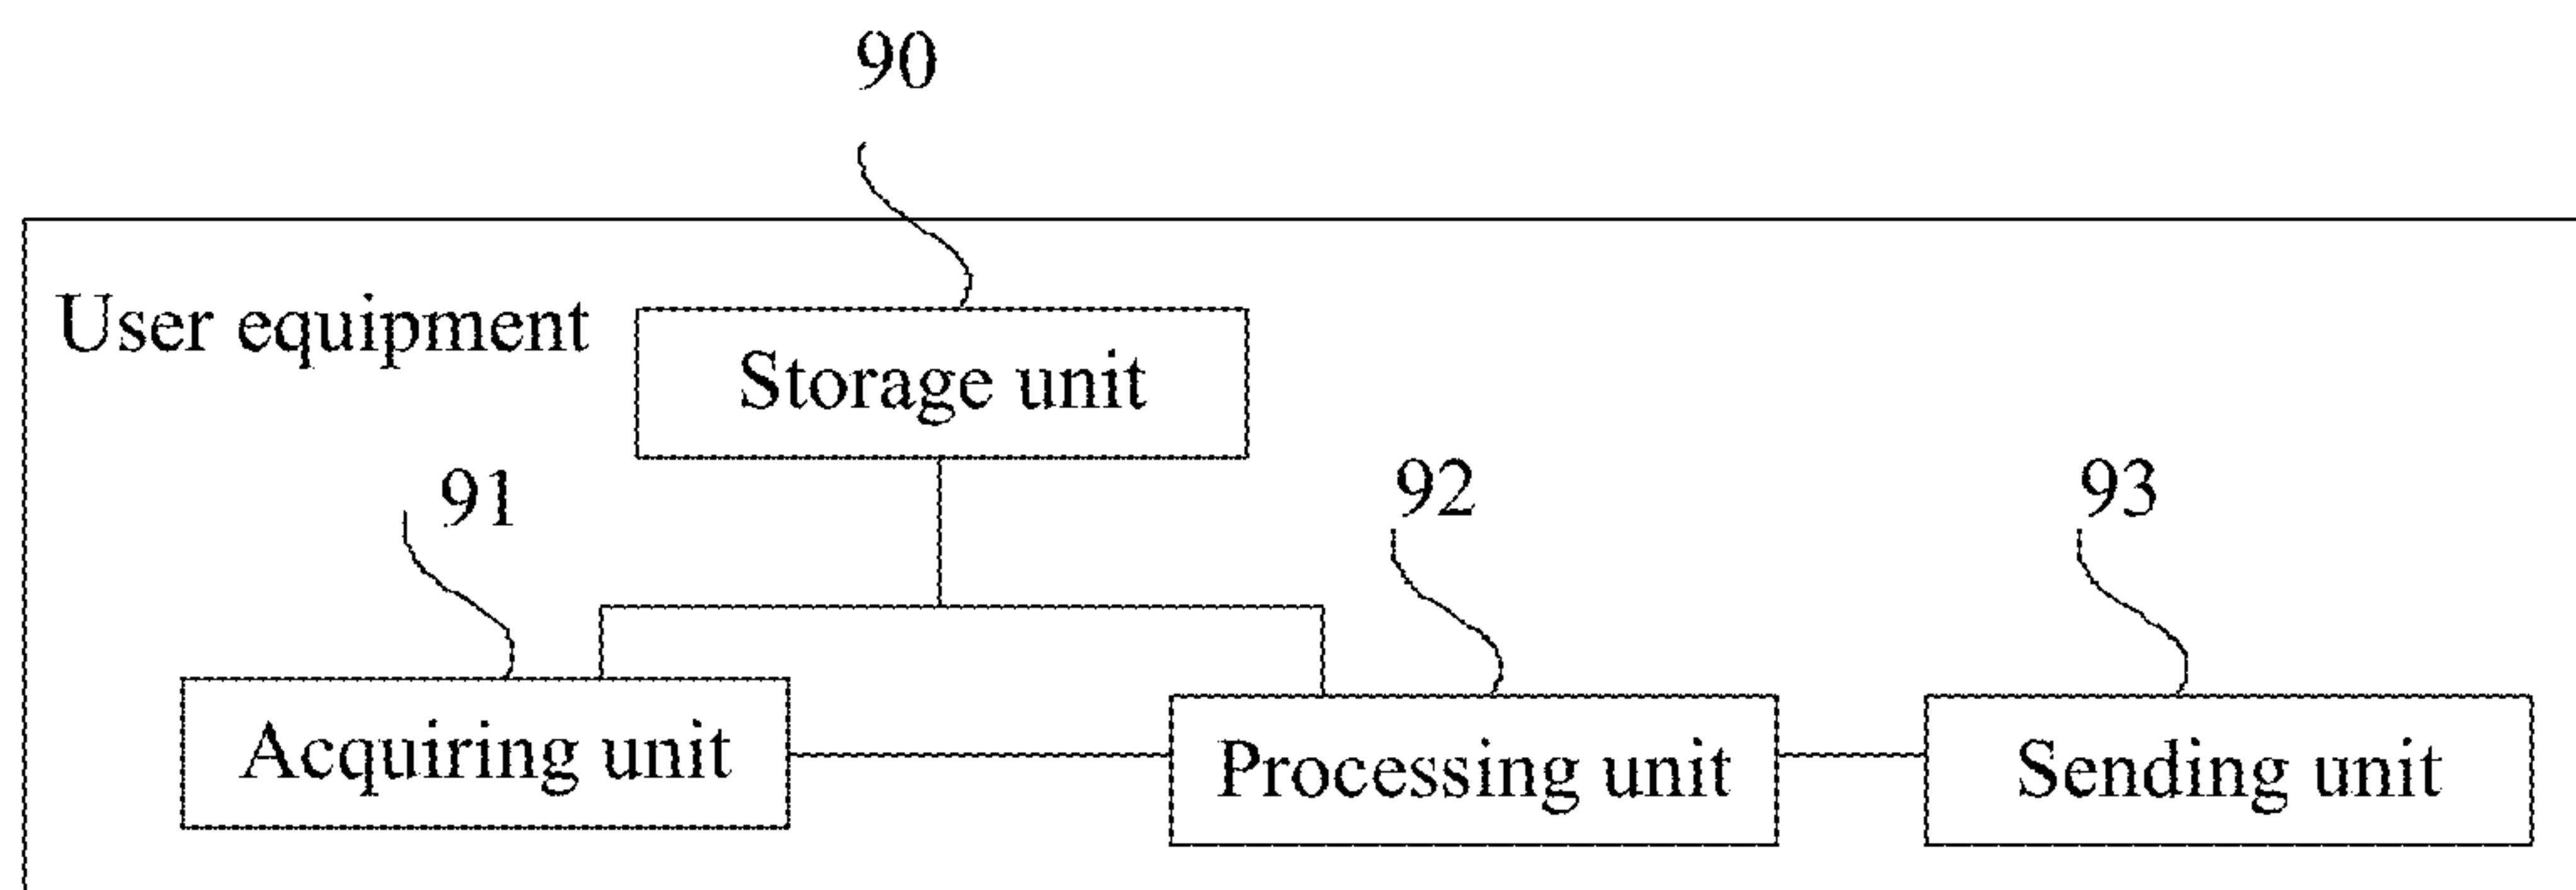 90
User equipment
Storage unit
91
92
93
Acquiring unit
Processing unit
Sending unit